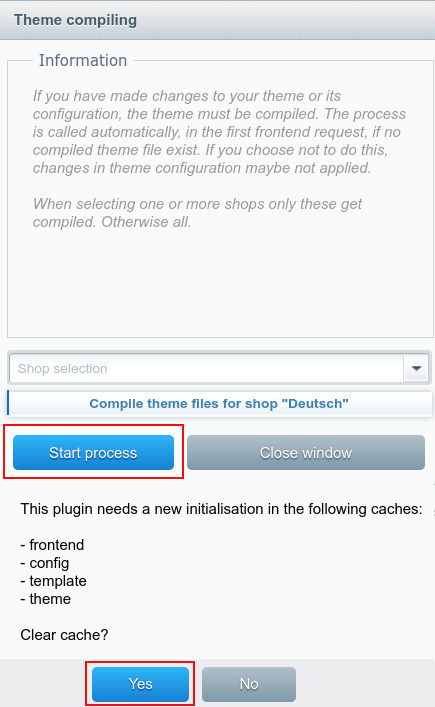 Theme compiling
Information
If you have made changes to your theme or its
configuration, the theme must be compiled. The process
is called automatically, in the first frontend request, if no
compiled theme file exist. If you choose not to do this,
changes in theme configuration maybe not applied.
When selecting one or more shops only these get
compiled. Otherwise all.
Shop selection
Compile theme files for shop "Deutsch"
Start process
Close window
This plugin needs a new initialisation in the following caches:
- frontend
- config
- template
- theme
Clear cache?
Yes
No